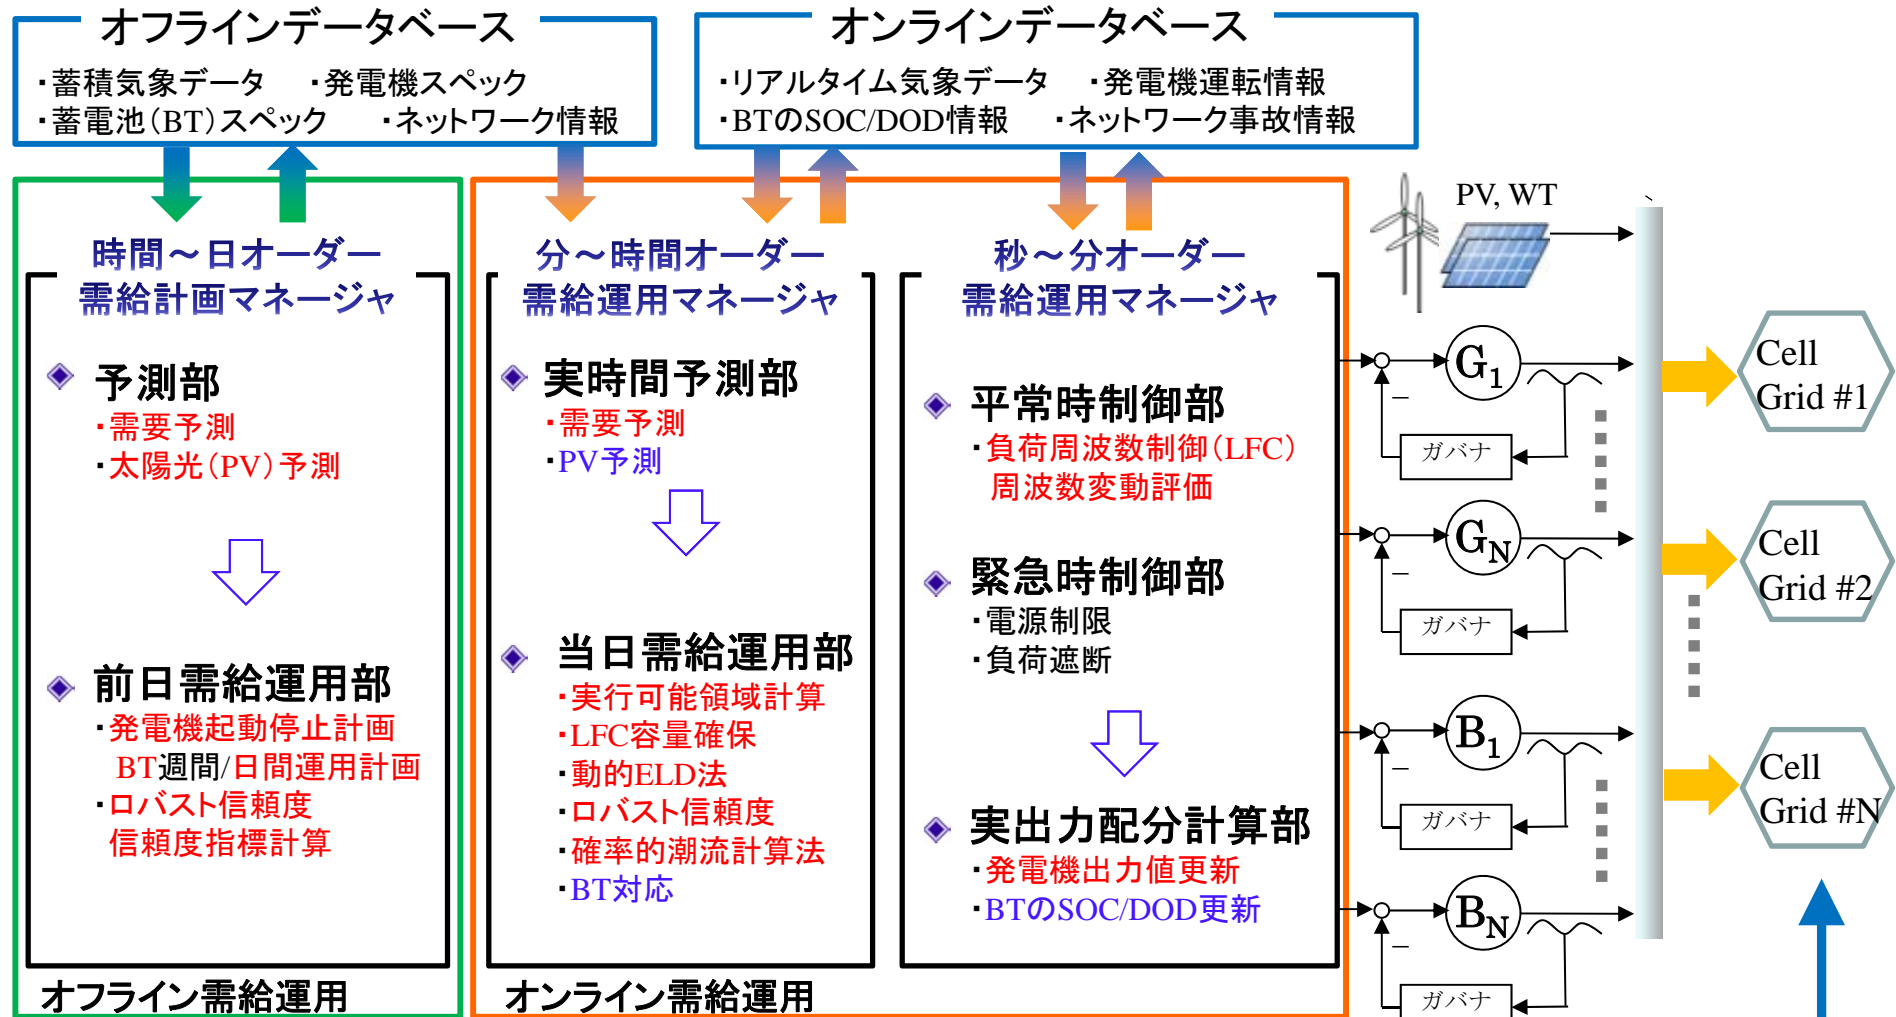 オフラインデータベース
・蓄積気象データ ・発電機スペック
・蓄電池(BT)スペック ・ネットワーク情報
オンラインデータベース
・リアルタイム気象データ ・発電機運転情報
・BTのSOC/DOD情報 ・ネットワーク事故情報
時間~日オーダー
需給計画マネージャ
予測部
・需要予測
・太陽光(PV)予測
前日需給運用部
・発電機起動停止計画
BT週間/日間運用計画
・ロバスト信頼度
信頼度指標計算
オフライン需給運用
分~時間オーダー
需給運用マネージャ
実時間予測部
・需要予測
・PV予測
当日需給運用部
・実行可能領域計算
・LFC容量確保
・動的ELD法
・ロバスト信頼度
・確率的潮流計算法
・BT対応
オンライン需給運用
秒~分オーダー
需給運用マネージャ
平常時制御部
・負荷周波数制御(LFC)
周波数変動評価
緊急時制御部
・電源制限
・負荷遮断
実出力配分計算部
・発電機出力値更新
・BTのSOC/DOD更新
PV, WT
G1
−
ガバナ
GN
−
ガバナ
B1
−
ガバナ
BN
−
ガバナ
Cell
Grid #1
Cell
Grid #2
Cell
Grid #N